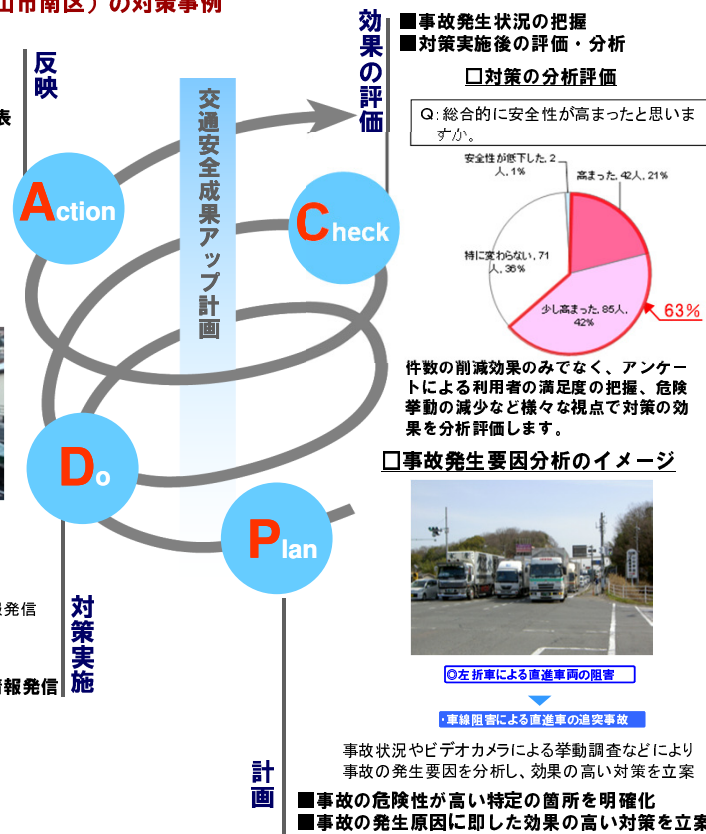 山市南区）の対策事例
反映
表
交通安全成果アップ計画
効果の評価
■事故発生状況の把握
■対策実施後の評価・分析
□対策の分析評価
Q:総合的に安全性が高まったと思いま
すか。
安全性が低下した, 2
人, 1%
高まった, 42人, 21%
特に変わらない, 71
人, 36%
少し高まった, 85人,
42%
63%
件数の削減効果のみでなく、アンケー
トによる利用者の満足度の把握、危険
挙動の減少など様々な視点で対策の効
果を分析評価します。
Action
Check
Do
Plan
□事故発生要因分析のイメージ
◎左折車による直進車両の阻害
・車線阻害による直進車の追突事故
事故状況やビデオカメラによる挙動調査などにより
事故の発生要因を分析し、効果の高い対策を立案
報発信
対策実施
情報発信
計画
■事故の危険性が高い特定の箇所を明確化
■事故の発生原因に即した効果の高い対策を立案